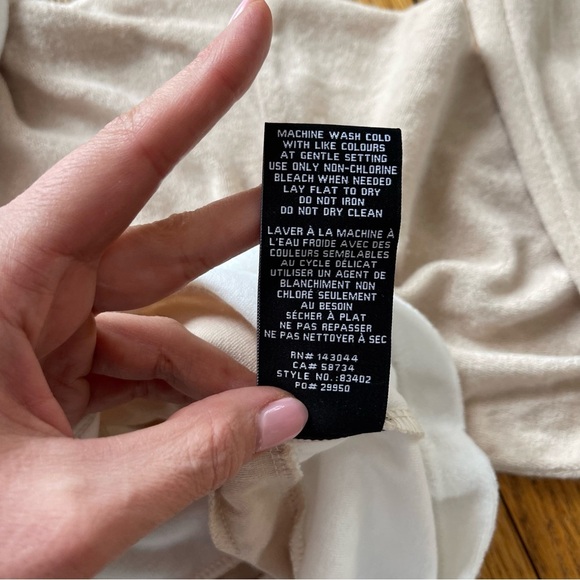 MACHINE WASH COLD
WITH LIKE COLOURS
AT GENTLE SETTING
USE ONLY NON-CHLORINE
BLEACH WHEN NEEDED
LAY FLAT TO DRY
DO NOT IRON
DO NOT DRY CLEAN
LAVER À LA MACHINE À
L'EAU FROIDE AVEC DES
COULEURS SEMBLABLES
AU CYCLE DÉLICAT
UTILISER UN AGENT DE
BLANCHIMENT NON
CHLORÉ SEULEMENT
AU BESOIN
SÉCHER À PLAT
NE PAS REPASSER
NE PAS NETTOYER À SEC
RN# 143044
CA# 58734
STYLE NO.:83402
PO# 29950